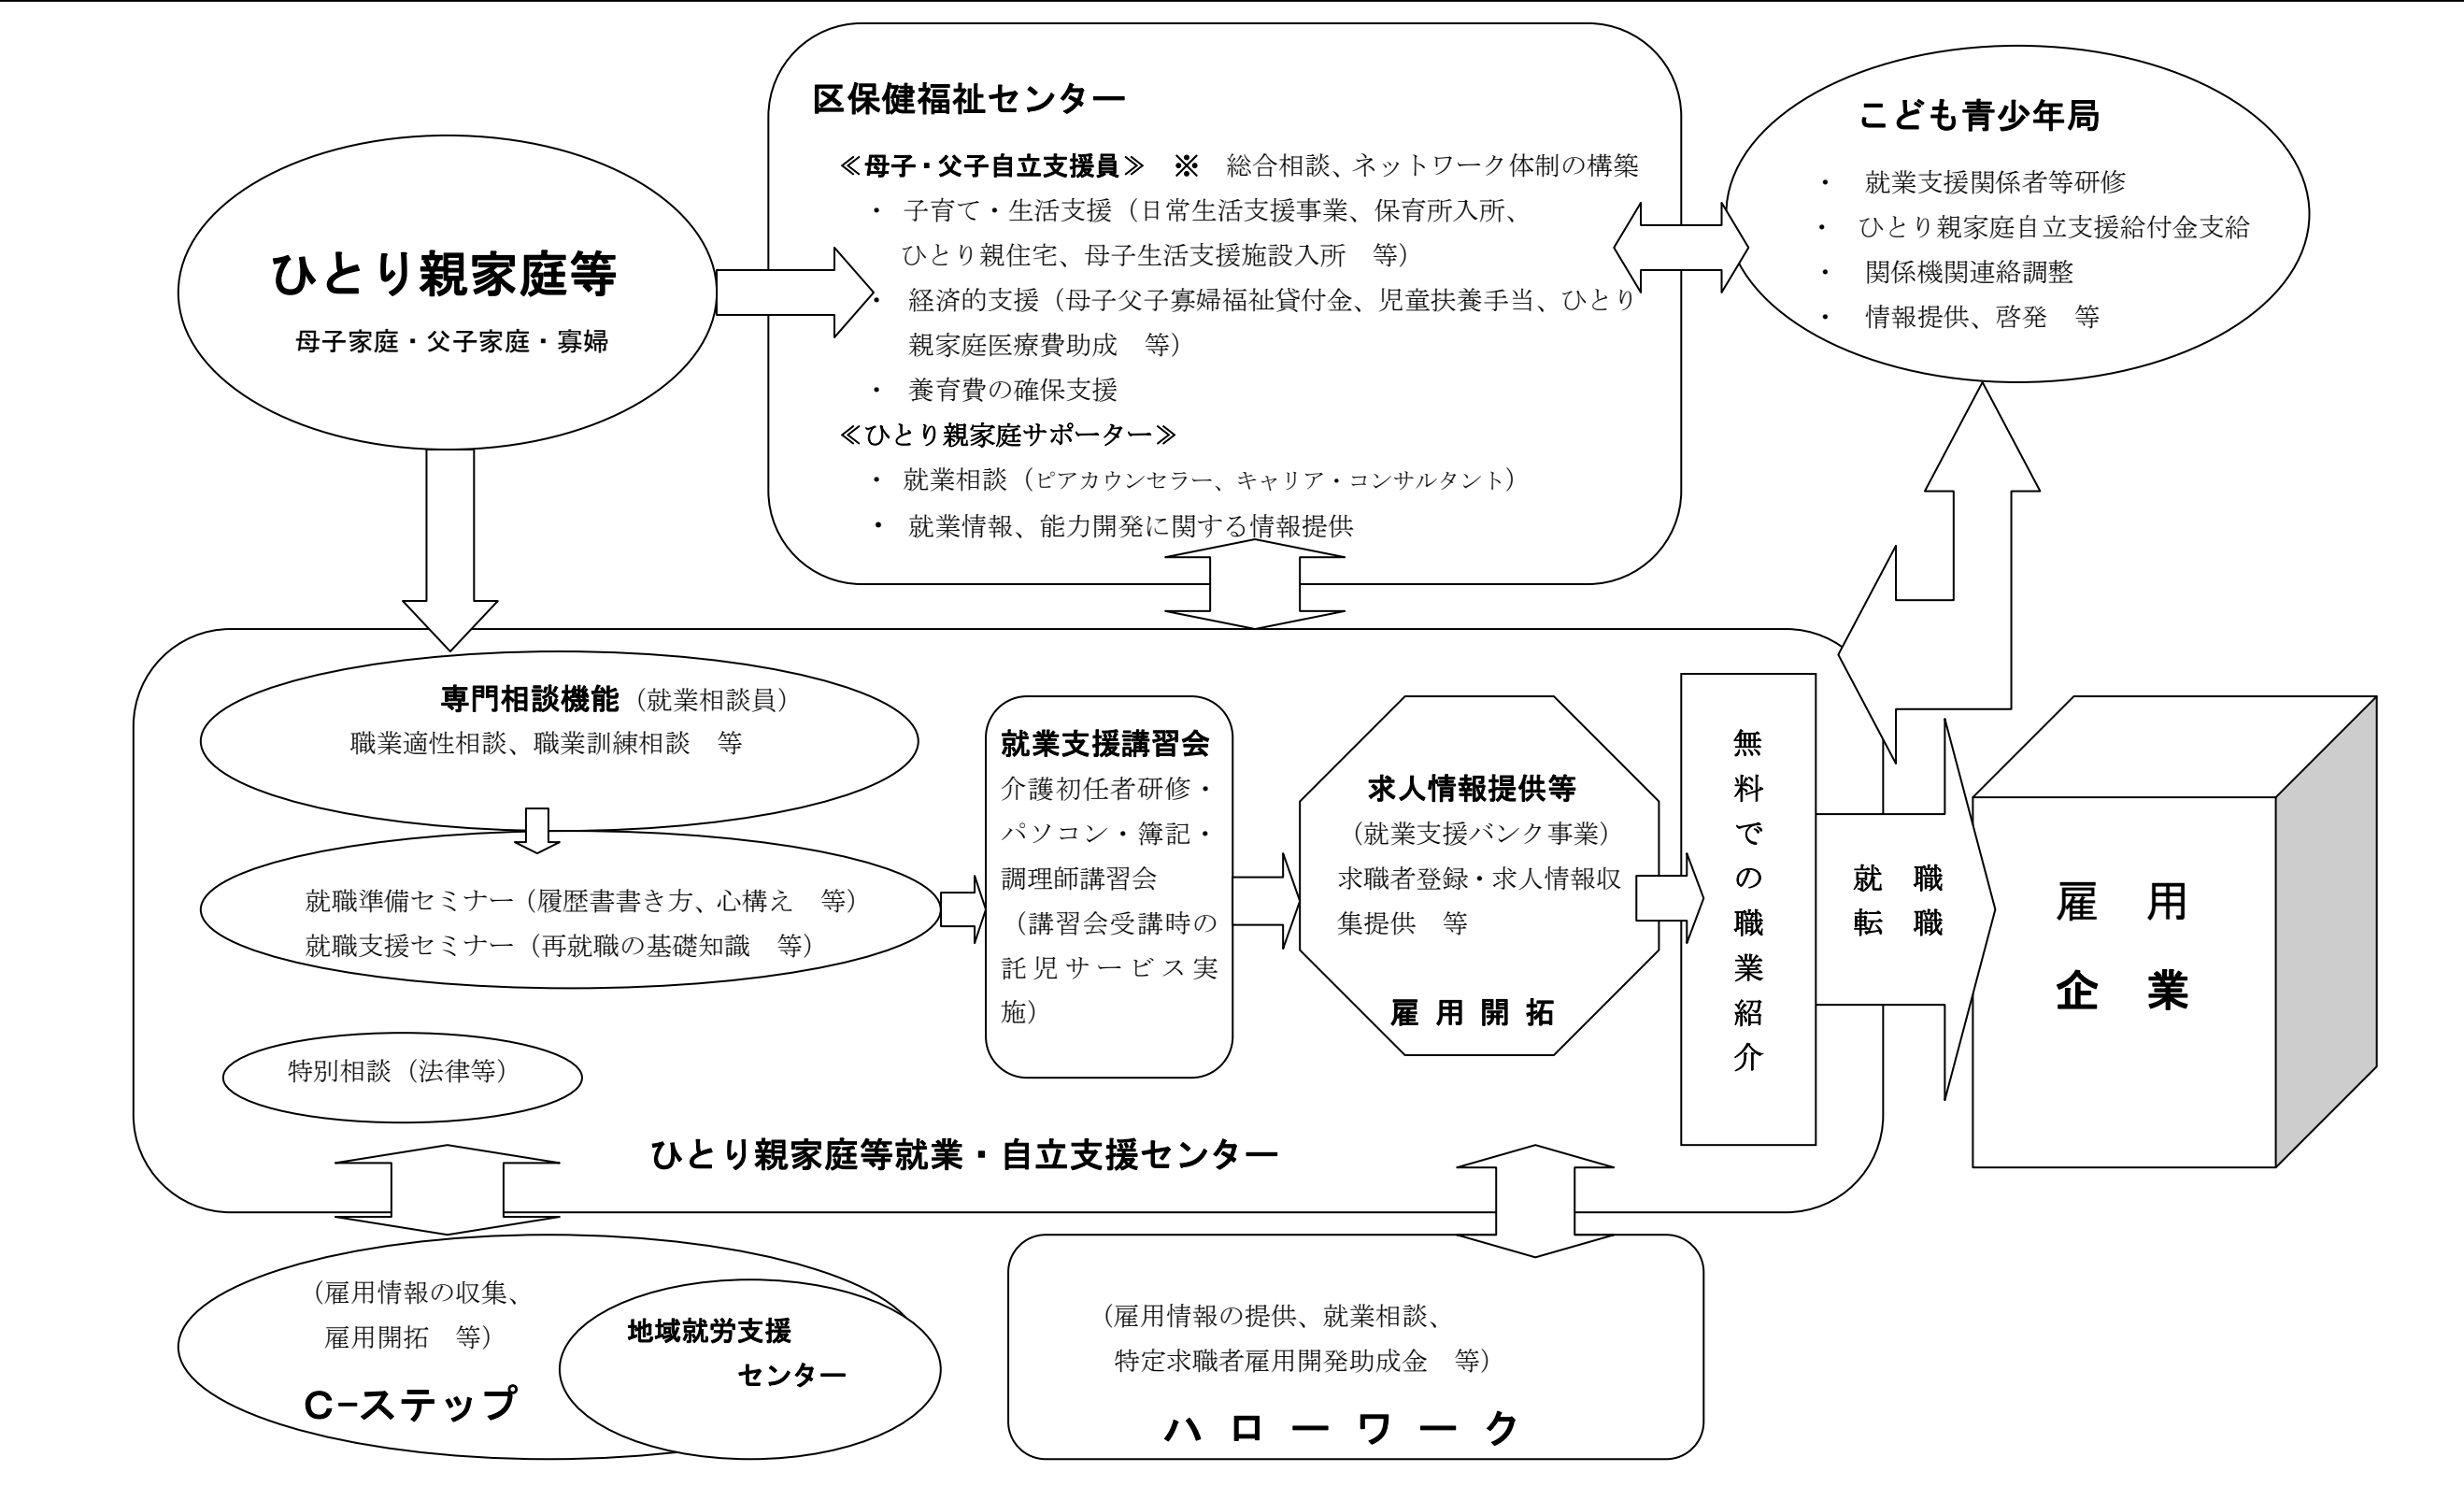 区保健福祉センター
≪母子・父子自立支援員≫　※　総合相談、ネットワーク体制の構築
・ 子育て・生活支援（日常生活支援事業、保育所入所、
ひとり親住宅、母子生活支援施設入所　等）
・ 経済的支援（母子父子寡婦福祉貸付金、児童扶養手当、ひとり
親家庭医療費助成　等）
・ 養育費の確保支援
≪ひとり親家庭サポーター≫
・ 就業相談（ピアカウンセラー、キャリア・コンサルタント）
・ 就業情報、能力開発に関する情報提供
こども青少年局
・ 就業支援関係者等研修
・ ひとり親家庭自立支援給付金支給
・ 関係機関連絡調整
・ 情報提供、啓発　等
ひとり親家庭等
母子家庭・父子家庭・寡婦
専門相談機能（就業相談員）
職業適性相談、職業訓練相談　等
就職準備セミナー（履歴書書き方、心構え　等）
就職支援セミナー（再就職の基礎知識　等）
特別相談（法律等）
就業支援講習会
介護初任者研修・
パソコン・簿記・
調理師講習会
（講習会受講時の
託児サービス実
施）
求人情報提供等
（就業支援バンク事業）
求職者登録・求人情報収
集提供　等
雇用開拓
無料での職業紹介
就　職
転　職
雇　用
企　業
ひとり親家庭等就業・自立支援センター
（雇用情報の収集、
雇用開拓　等）
C-ステップ
地域就労支援
センター
（雇用情報の提供、就業相談、
特定求職者雇用開発助成金　等）
ハローワーク